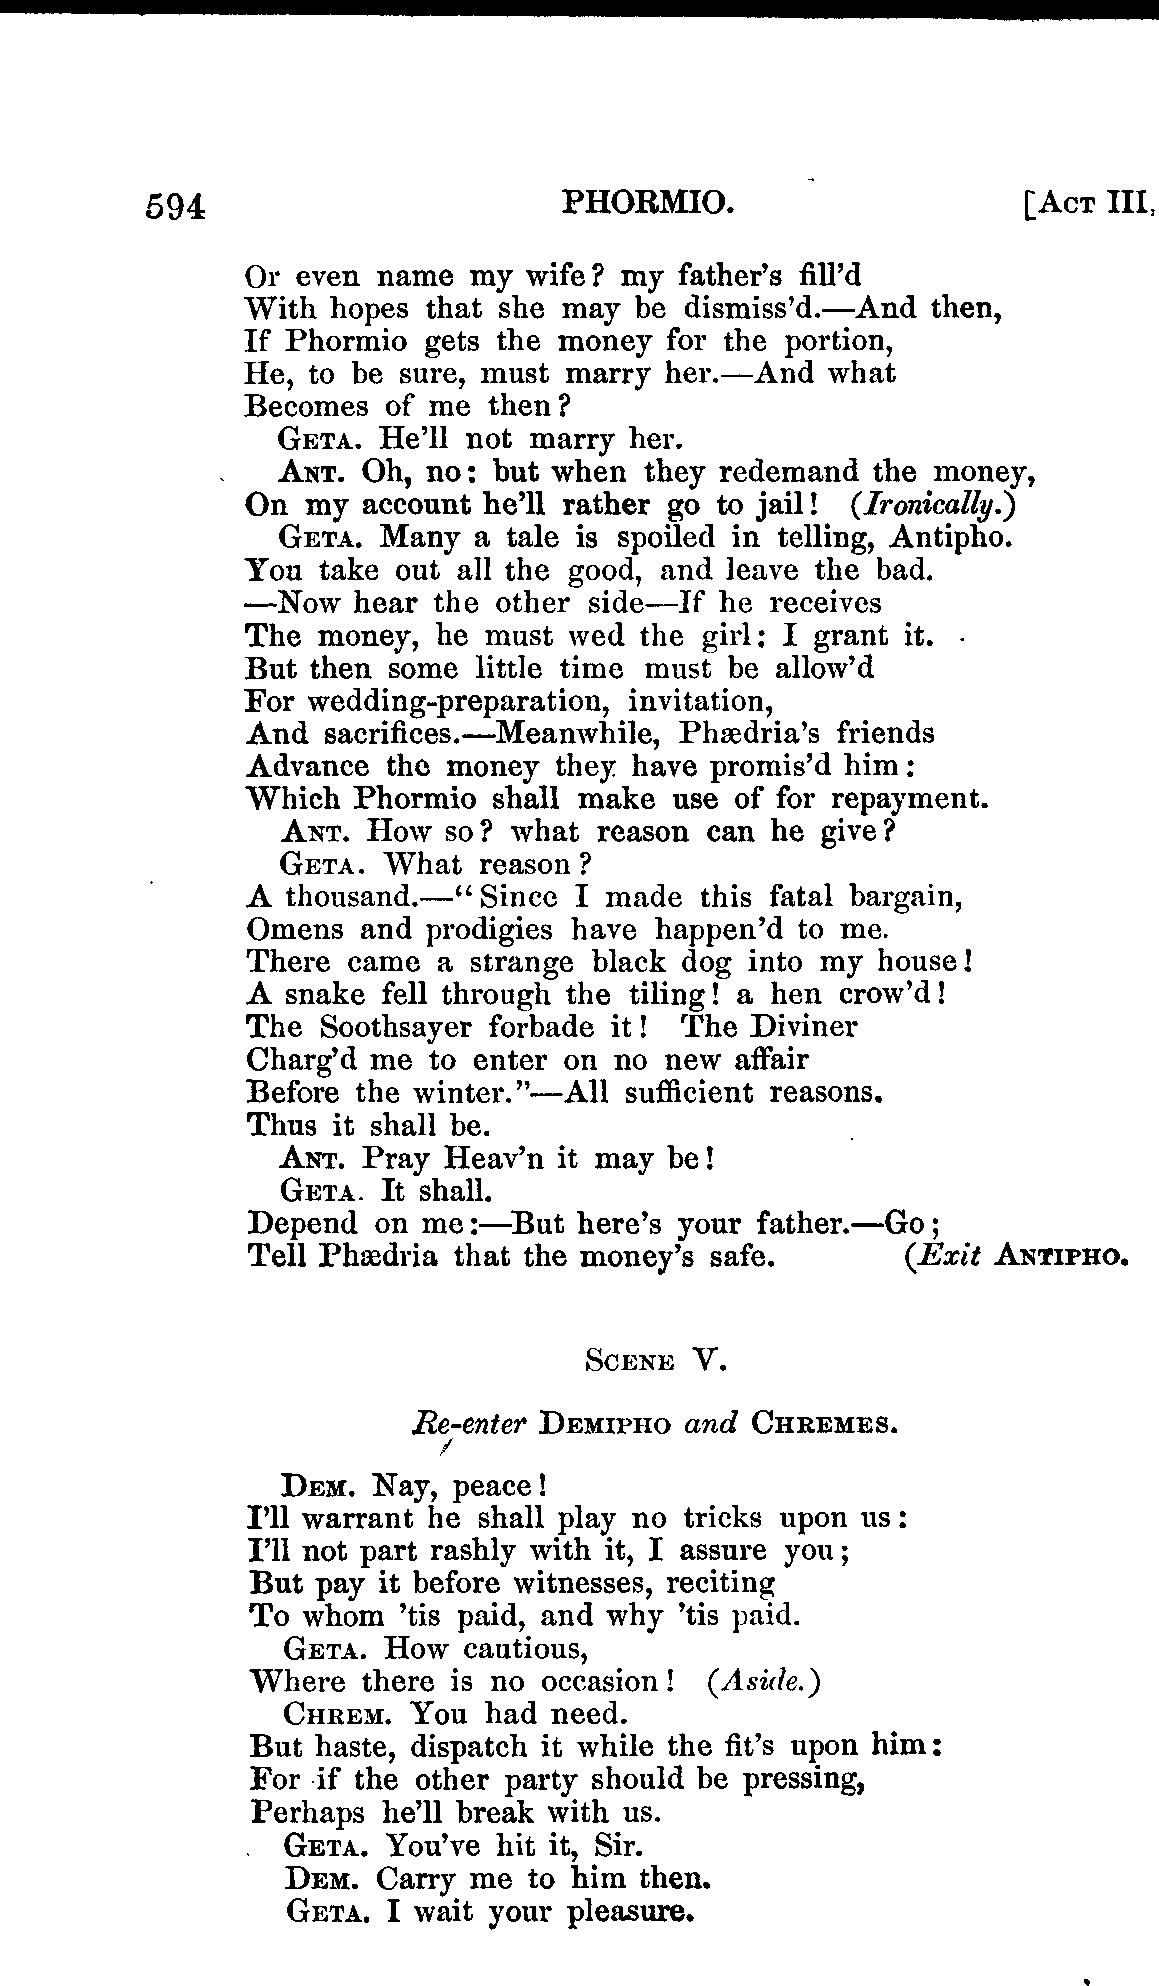 594 PHORMIO. [ACT III,
Or even name my wife? my father's fill'd
With hopes that she may be dismiss'd.—And then,
If Phormio gets the money for the portion,
He, to be sure, must marry her.—And what
Becomes of me then?
GETA. He'll not marry her.
ANT. Oh, no: but when they redemand the money,
On my account he'll rather go to jail! (Ironically.)
GETA. Many a tale is spoiled in telling, Antipho.
You take out all the good, and leave the bad.
—Now hear the other side—If he receives
The money, he must wed the girl: I grant it.
But then some little time must be allow'd
For wedding-preparation, invitation,
And sacrifices.—Meanwhile, Phædria's friends
Advance the money they have promis'd him:
Which Phormio shall make use of for repayment.
ANT. How so? what reason can he give?
GETA. What reason?
A thousand.—"Since I made this fatal bargain,
Omens and prodigies have happen'd to me.
There came a strange black dog into my house!
A snake fell through the tiling! a hen crow'd!
The Soothsayer forbade it! The Diviner
Charg'd me to enter on no new affair
Before the winter."—All sufficient reasons.
Thus it shall be.
ANT. Pray Heav'n it may be!
GETA. It shall.
Depend on me:—But here's your father.—Go;
Tell Phædria that the money's safe. (Exit ANTIPHO.
SCENE V.
Re-enter DEMIPHO and CHREMES.
DEM. Nay, peace!
I'll warrant he shall play no tricks upon us:
I'll not part rashly with it, I assure you;
But pay it before witnesses, reciting
To whom 'tis paid, and why 'tis paid.
GETA. How cautious,
Where there is no occasion! (Aside.)
CHREM. You had need.
But haste, dispatch it while the fit's upon him:
For if the other party should be pressing,
Perhaps he'll break with us.
GETA. You've hit it, Sir.
DEM. Carry me to him then.
GETA. I wait your pleasure.